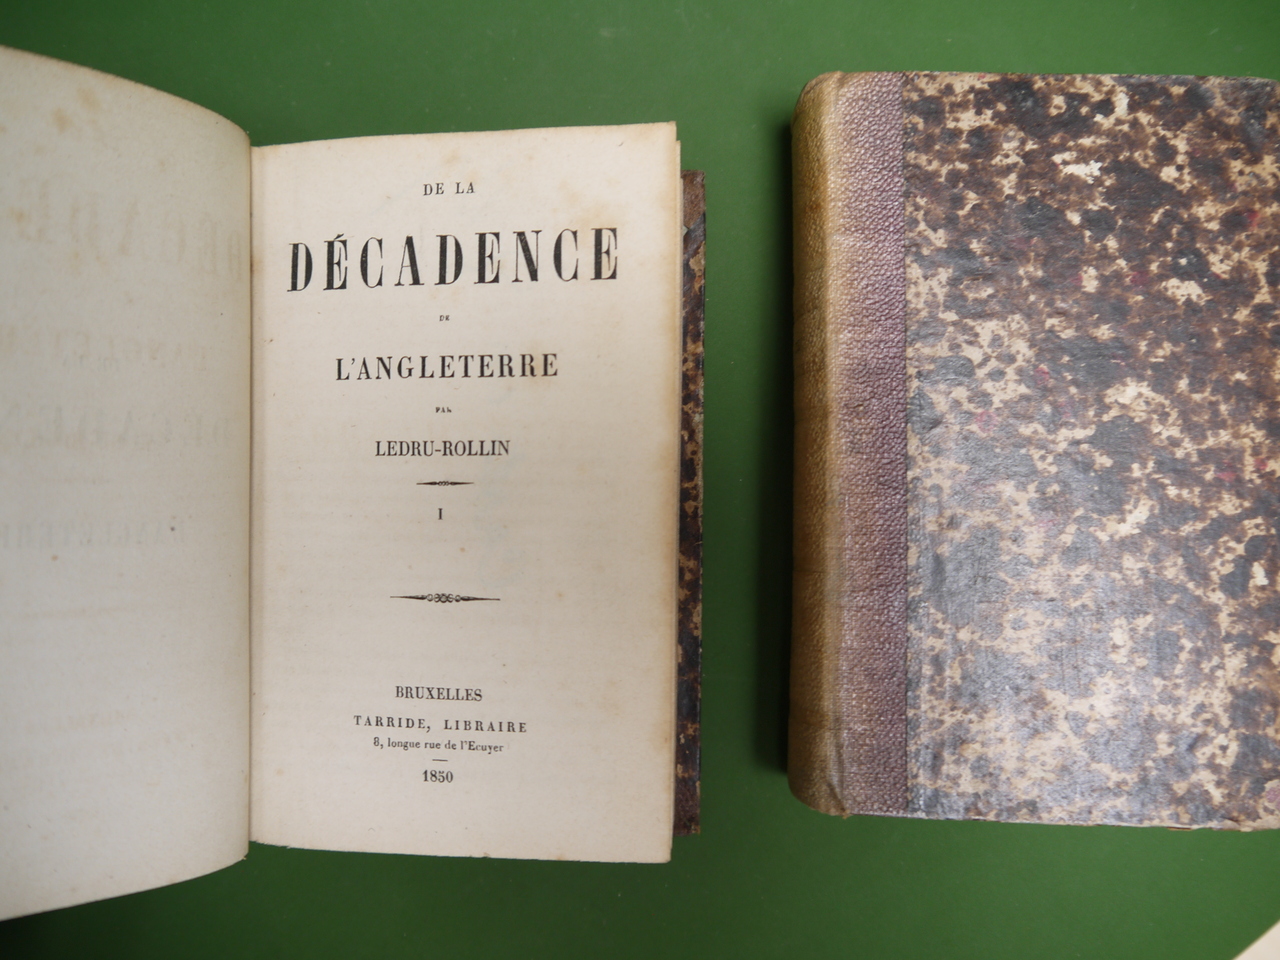 DE LA
DÉCADENCE
DE
L'ANGLETERRE
PAR
LEDRU-ROLLIN
I
BRUXELLES
TARRIDE, LIBRAIRE
8, longue rue de l'Ecuyer
1850